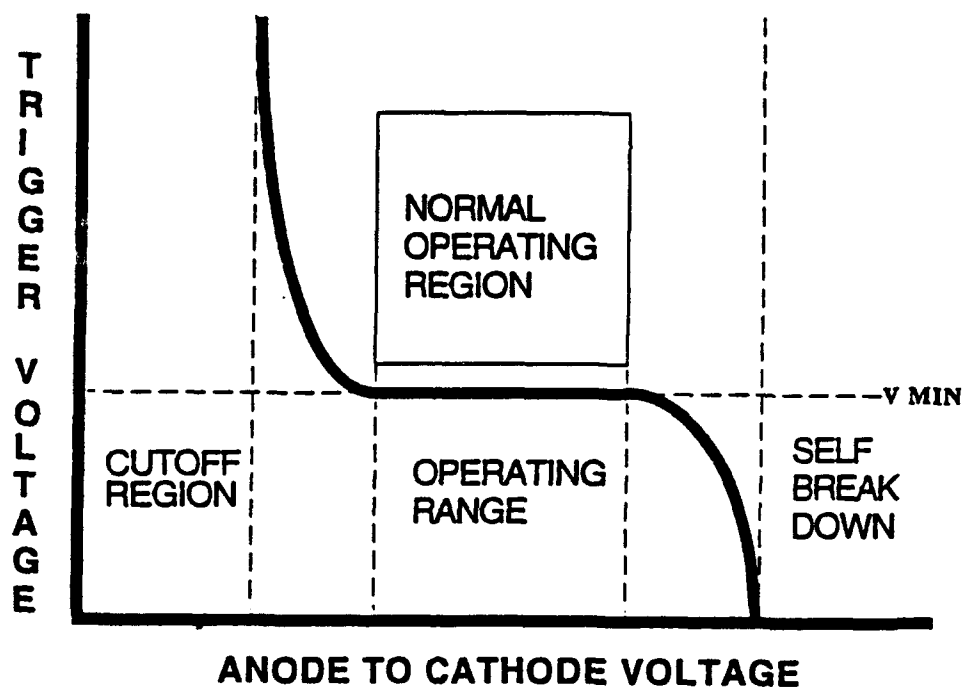 TRIGGER VOLTAGE
NORMAL
OPERATING
REGION
V MIN
CUTOFF
REGION
OPERATING
RANGE
SELF
BREAK
DOWN
ANODE TO CATHODE VOLTAGE